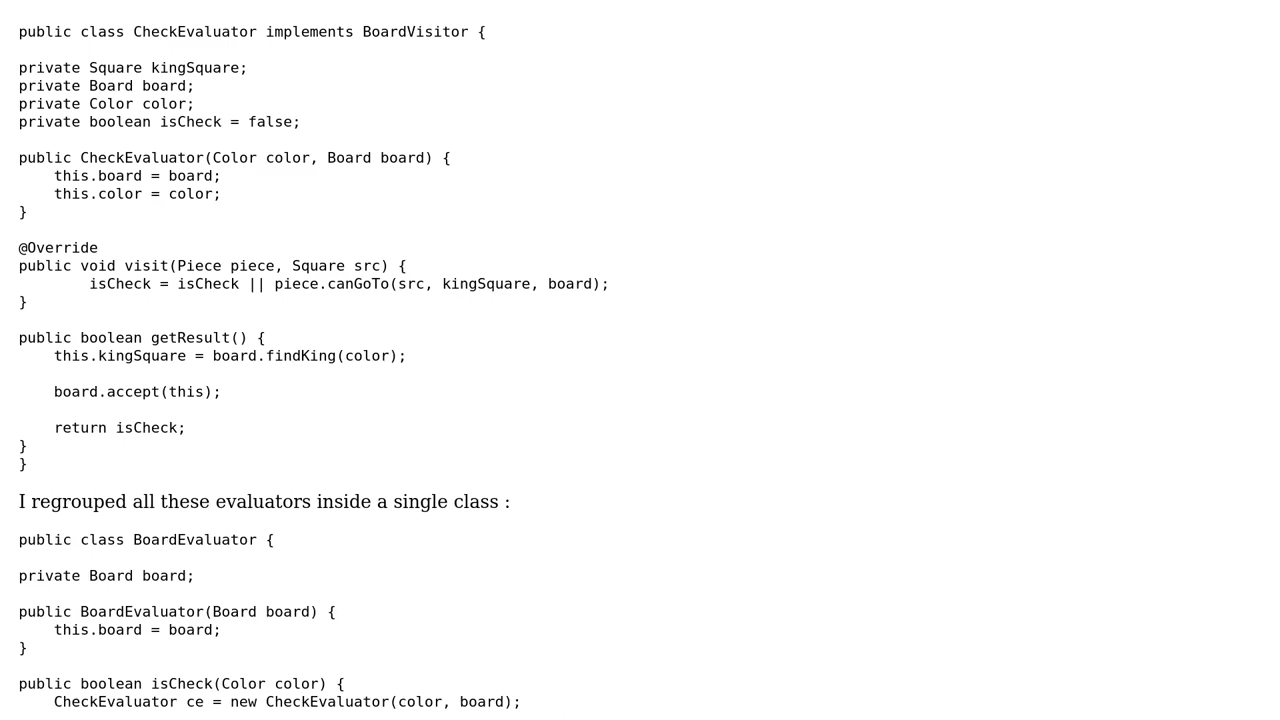 public class CheckEvaluator implements BoardVisitor {
private Square kingSquare;
private Board board;
private Color color;
private boolean isCheck = false;
public CheckEvaluator(Color color, Board board) {
    this.board = board;
    this.color = color;
}
@Override
public void visit(Piece piece, Square src) {
        isCheck = isCheck || piece.canGoTo(src, kingSquare, board);
}
public boolean getResult() {
    this.kingSquare = board.findKing(color);
    board.accept(this);
    return isCheck;
}
}
I regrouped all these evaluators inside a single class :
public class BoardEvaluator {
private Board board;
public BoardEvaluator(Board board) {
    this.board = board;
}
public boolean isCheck(Color color) {
    CheckEvaluator ce = new CheckEvaluator(color, board);